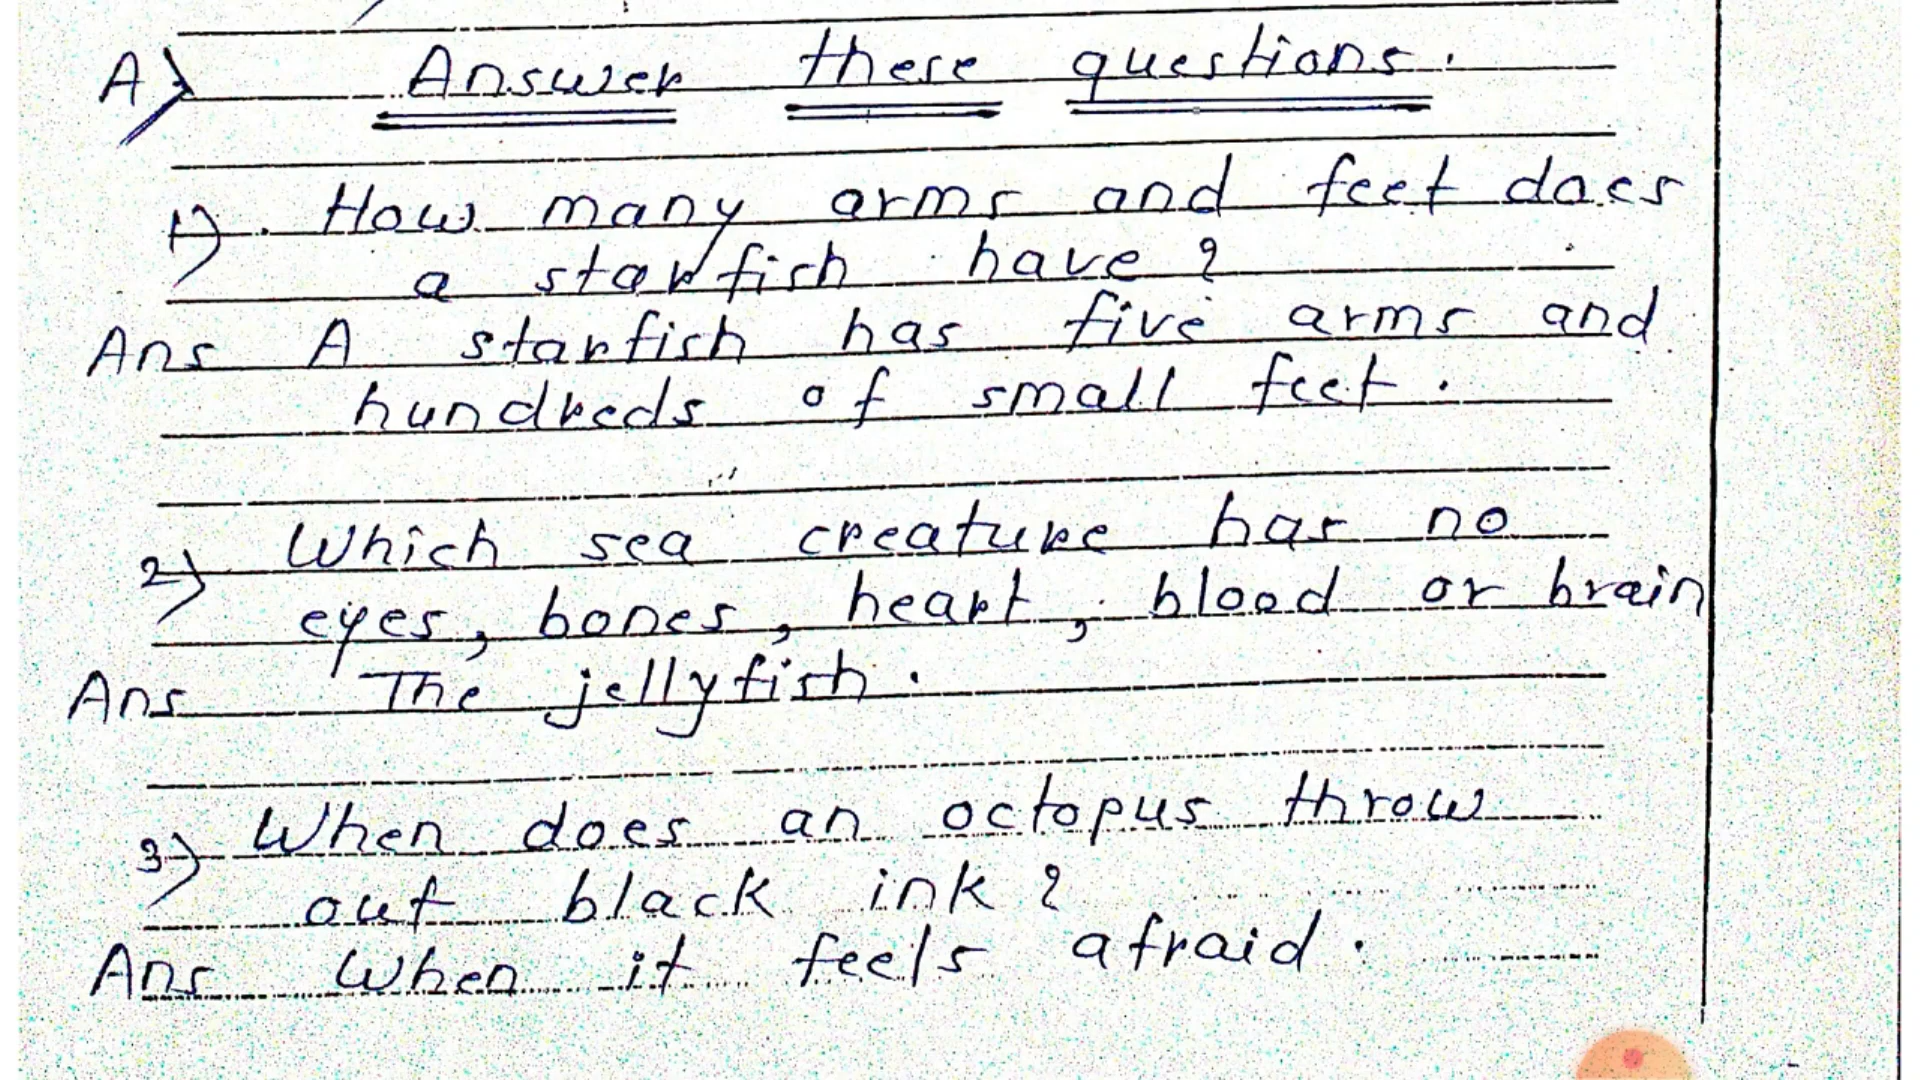 A) Answer these questions.
1). How many arms and feet does
a starfish have?
Ans A starfish has five arms and
hundreds of small feet.
2) Which sea creature has no
eyes, bones, heart, blood or brain
Ans The jellyfish.
3) When does an octopus throw
out black ink?
Ans When it feels afraid.